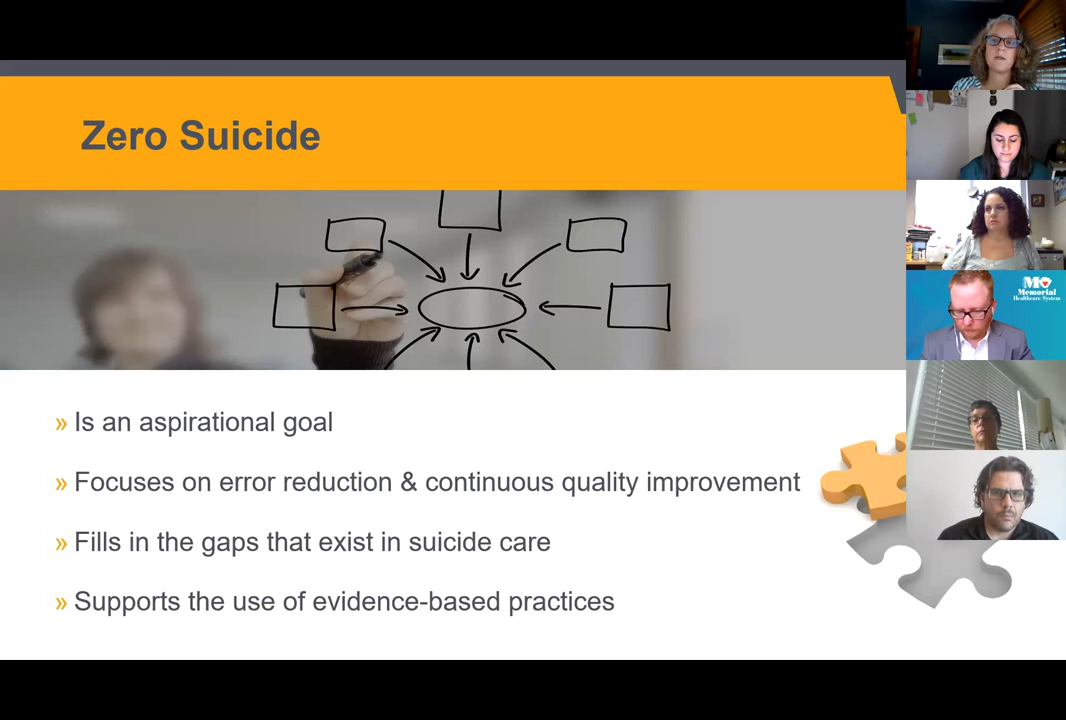 Zero Suicide
» Is an aspirational goal
» Focuses on error reduction & continuous quality improvement
» Fills in the gaps that exist in suicide care
» Supports the use of evidence-based practices
Memorial
Healthcare System